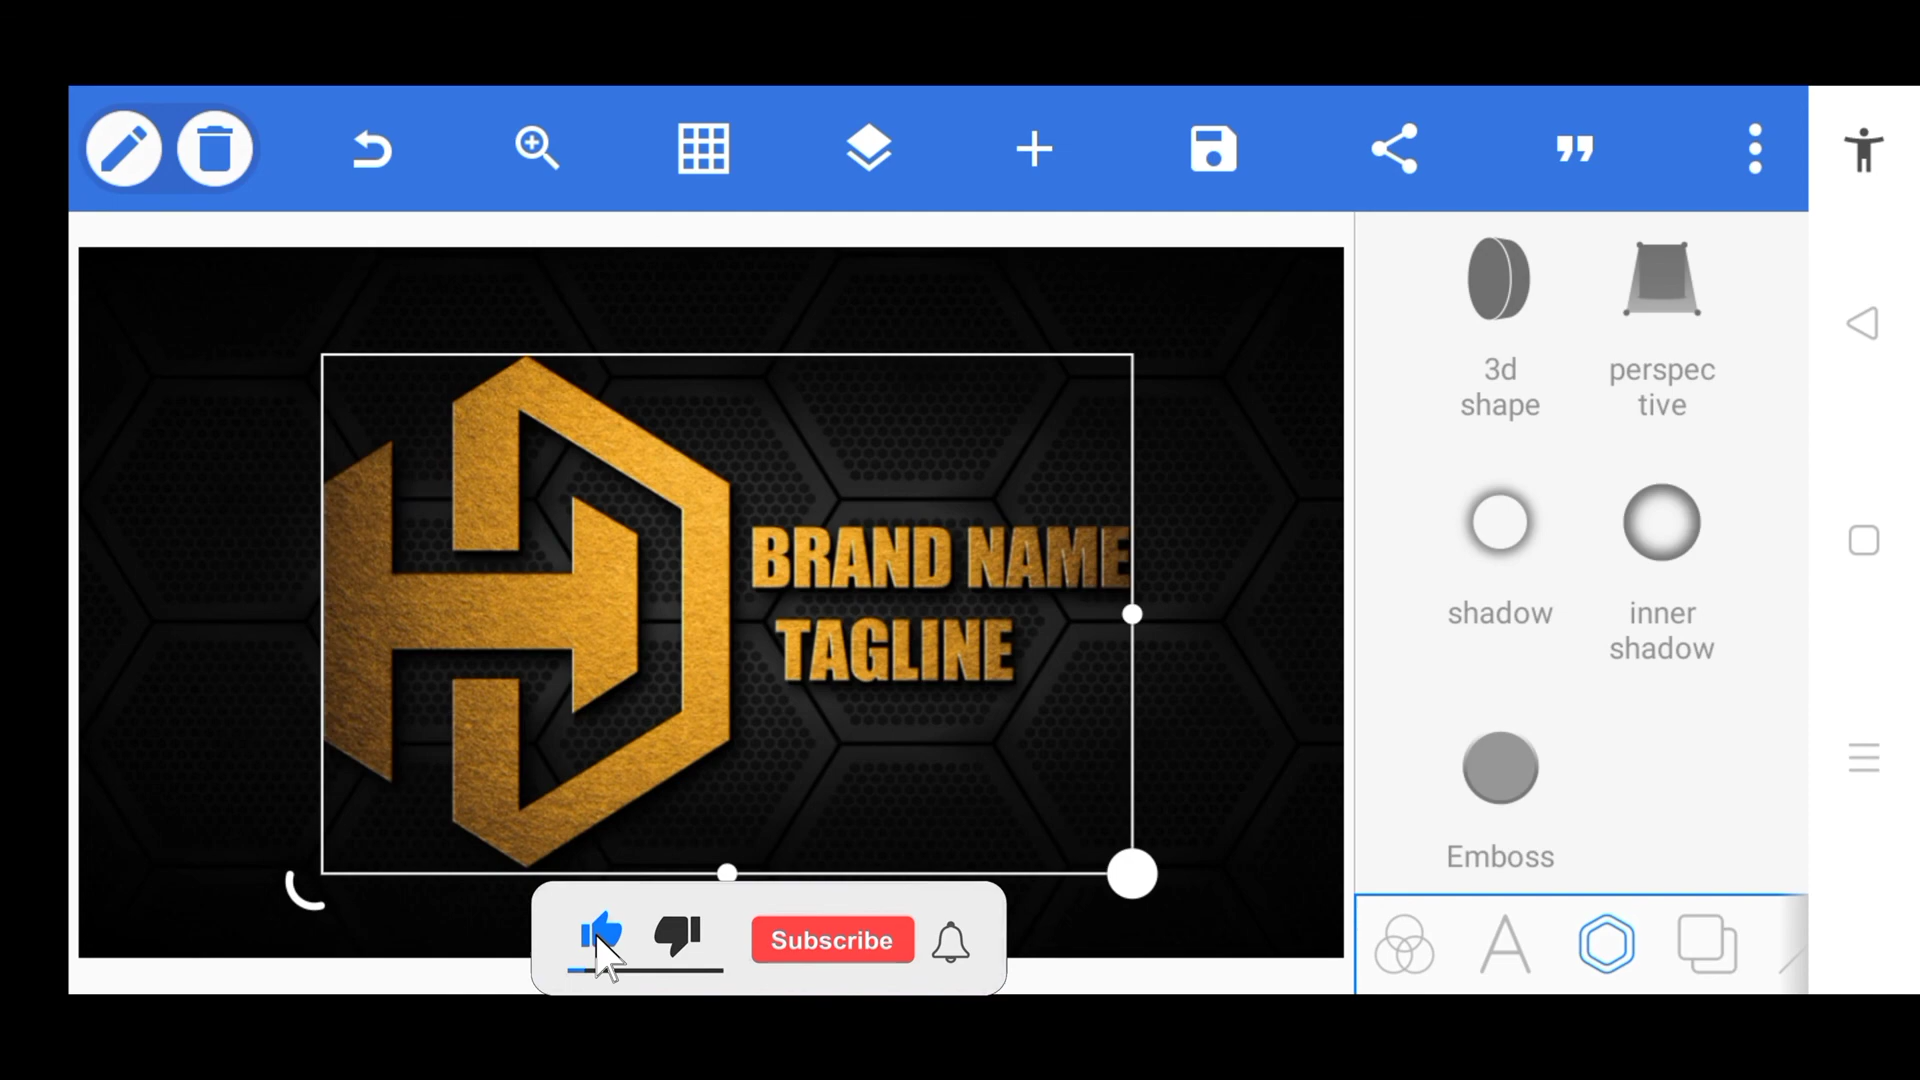 3d
shape
perspec
tive
BRAND NAME
TAGLINE
shadow
inner
shadow
Emboss
Subscribe